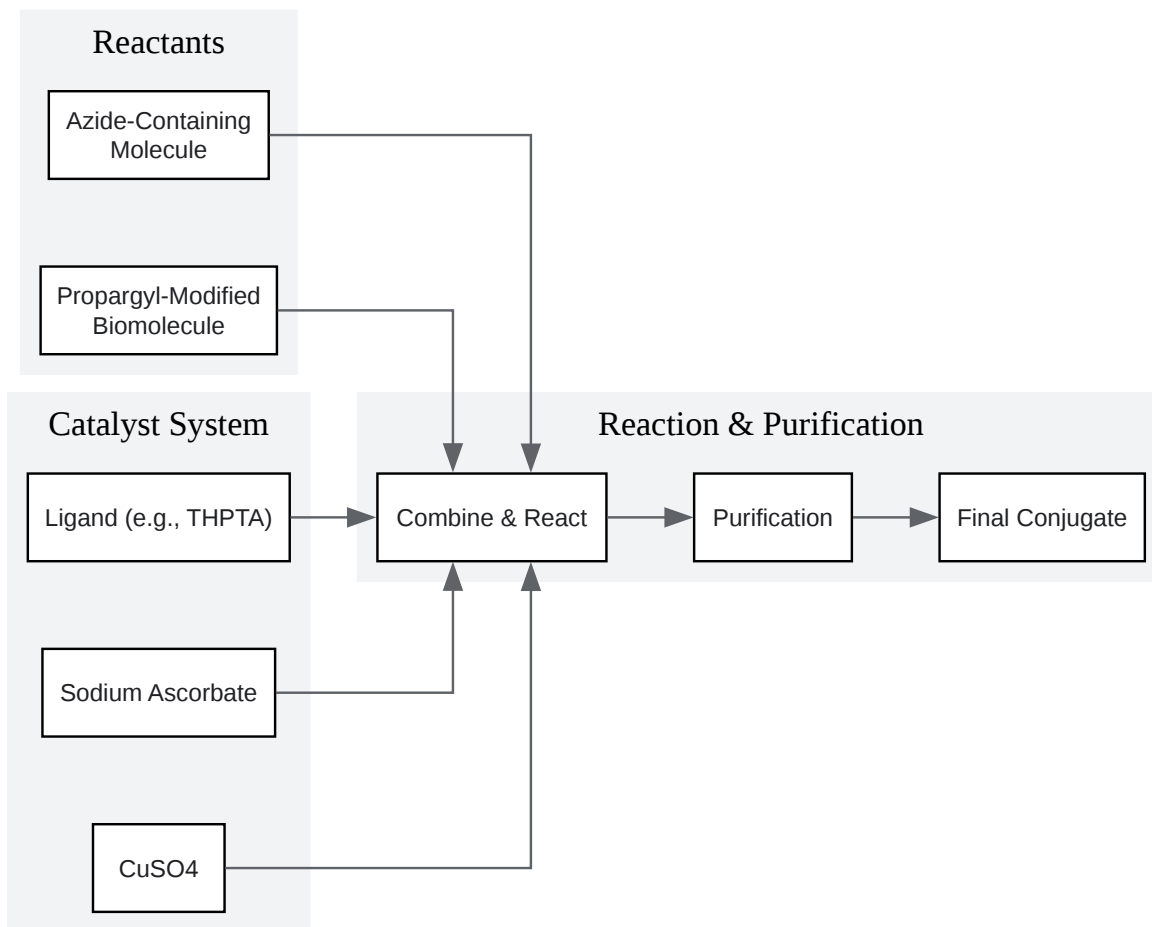 Reactants
Azide-Containing
Molecule
Propargyl-Modified
Biomolecule
Catalyst System
Ligand (e.g., THPTA)
Sodium Ascorbate
CuSO4
Reaction & Purification
Combine & React
Purification
Final Conjugate